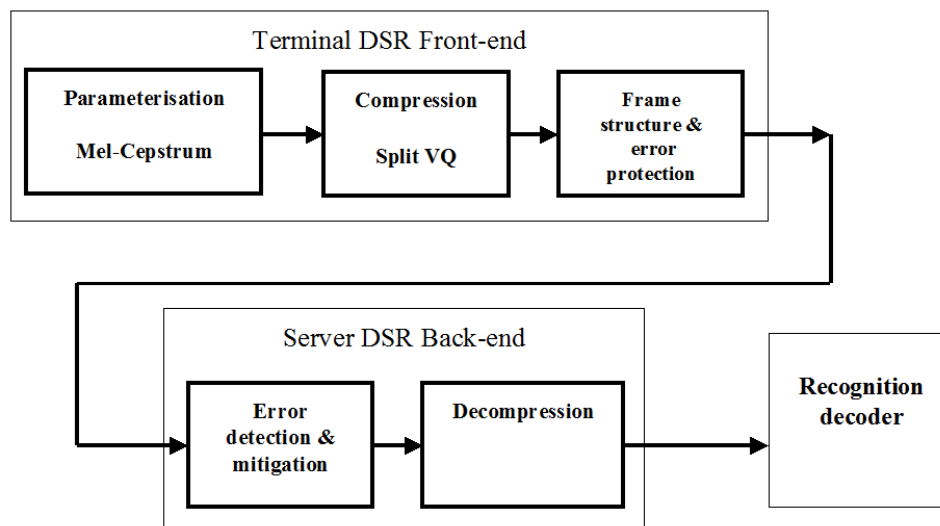 Terminal DSR Front-end
Parameterisation
Mel-Cepstrum
Compression
Split VQ
Frame
structure &
error
protection
Server DSR Back-end
Error
detection &
mitigation
Decompression
Recognition
decoder